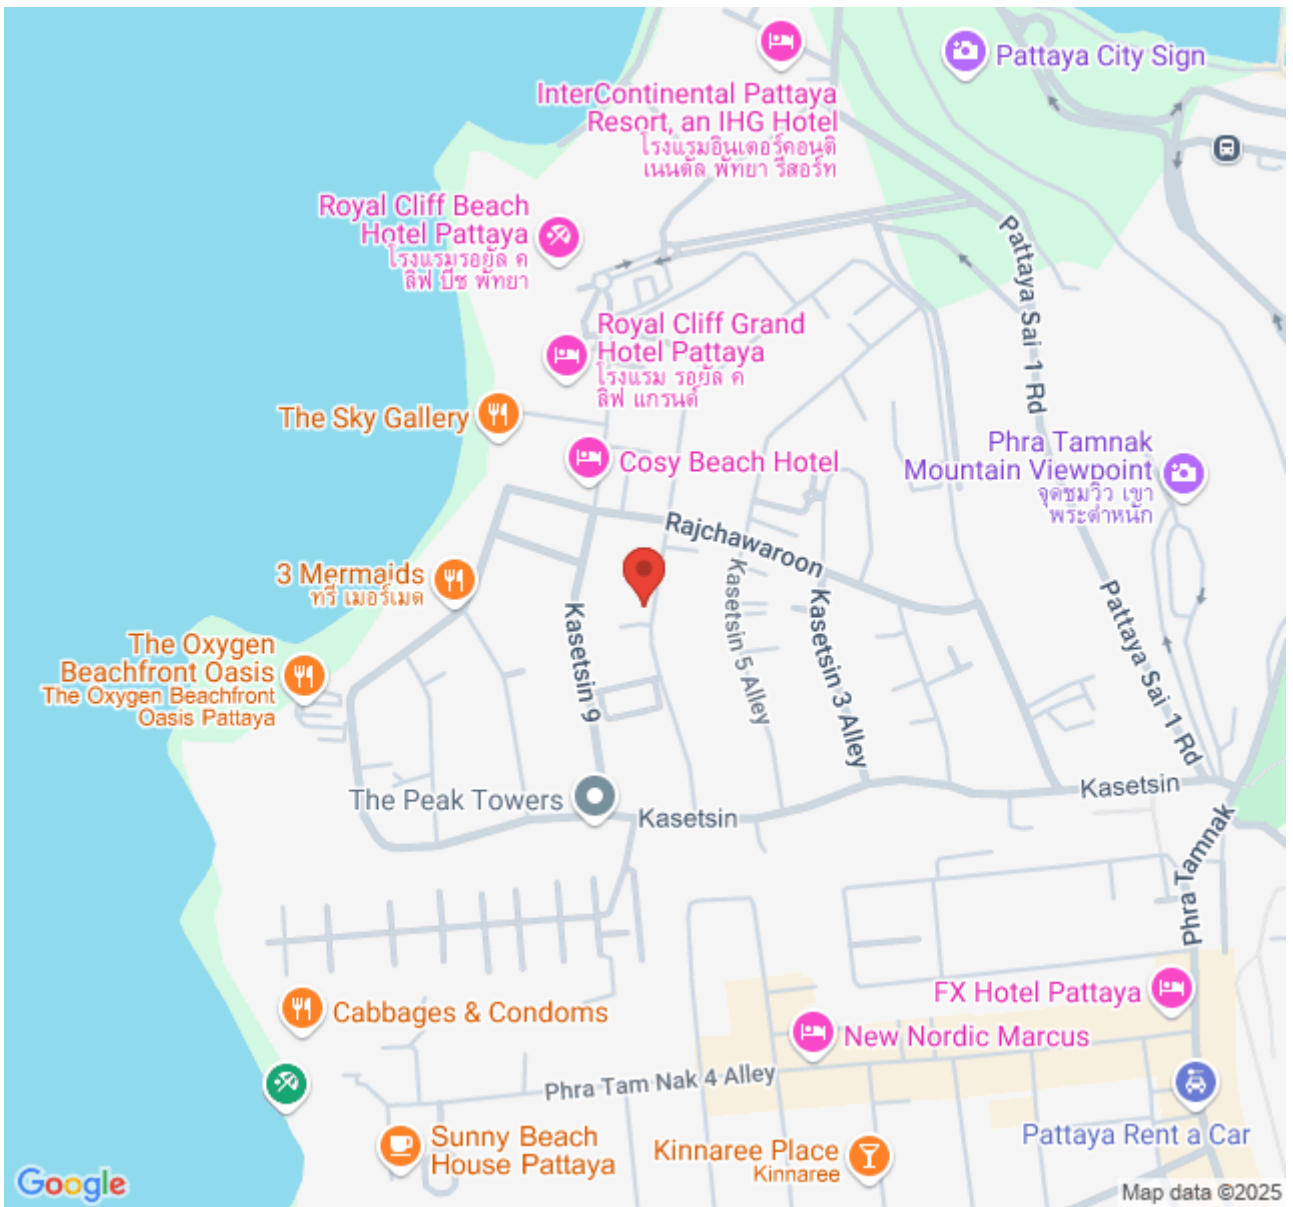 Pattaya City Sign
InterContinental Pattaya
Resort, an IHG Hotel
โรงแรมอินเตอร์คอนติ
เนนตัล พัทยา รีสอร์ท
Royal Cliff Beach
Hotel Pattaya
โรงแรมรอยัล ค
ลิฟ บีช พัทยา
Pattaya Sai 1 Rd
Royal Cliff Grand
Hotel Pattaya
โรงแรม รอยัล ค
ลิฟ แกรนด์
The Sky Gallery
Cosy Beach Hotel
Phra Tamnak
Mountain Viewpoint
จุดชมวิว เขา
พระตำหนัก
Rajchawaroon
3 Mermaids
ทรี เมอร์เมด
Kasetsin 9
Kasetsin 5 Alley
Kasetsin 3 Alley
Pattaya Sai 1 Rd
The Oxygen
Beachfront Oasis
The Oxygen Beachfront
Oasis Pattaya
The Peak Towers
Kasetsin
Kasetsin
Phra Tamnak
FX Hotel Pattaya
Cabbages & Condoms
New Nordic Marcus
Phra Tam Nak 4 Alley
Pattaya Rent a Car
Sunny Beach
House Pattaya
Kinnaree Place
Kinnaree
Google
Map data ©2025